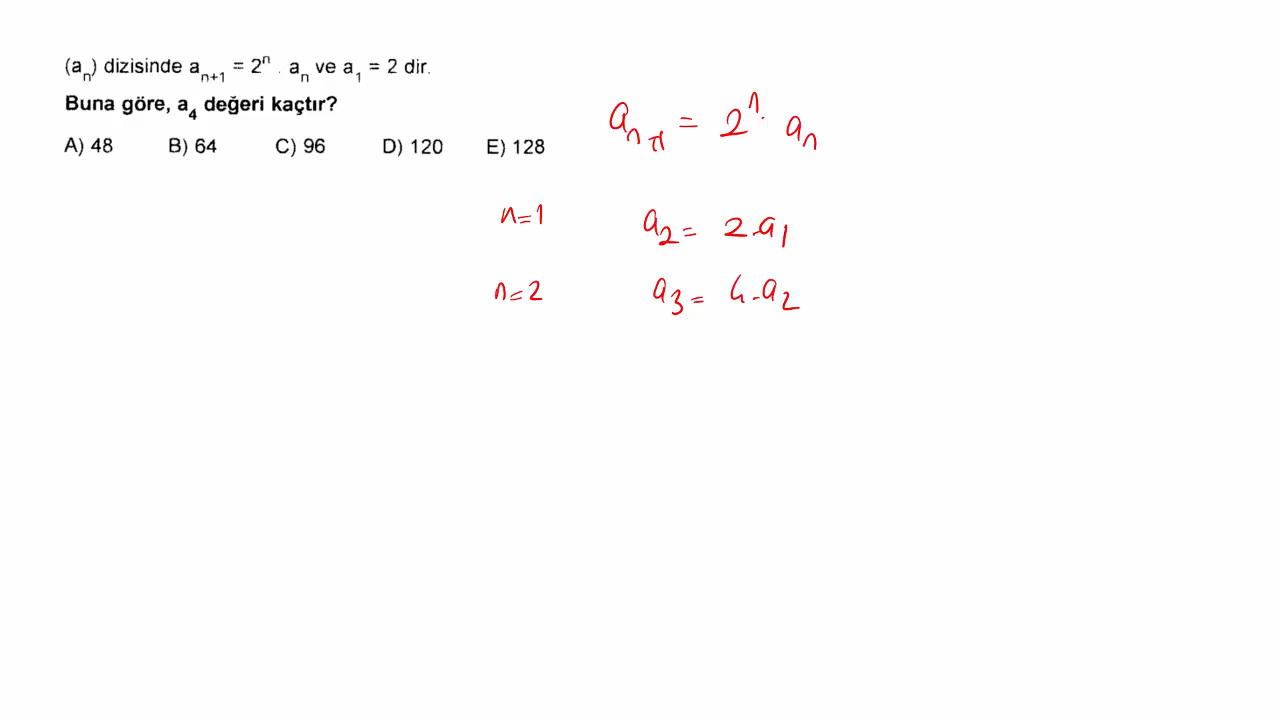 (aₙ) dizisinde aₙ₊₁ = 2ⁿ . aₙ ve a₁ = 2 dir.
Buna göre, a₄ değeri kaçtır?
A) 48 B) 64 C) 96 D) 120 E) 128
aₙ₊₁ = 2ⁿ · aₙ
n=1 a₂ = 2·a₁
n=2 a₃ = 4·a₂